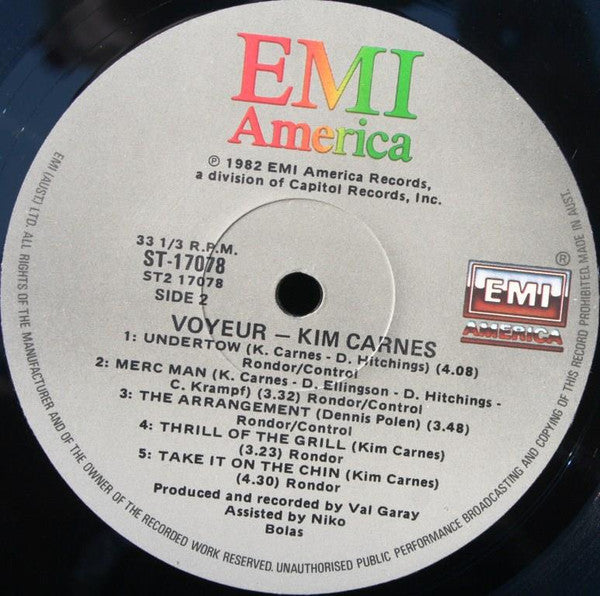 EMI
America
℗ 1982 EMI America Records,
a division of Capitol Records, Inc.
33 1/3 R.P.M.
ST-17078
ST2 17078
SIDE 2
EMI
AMERICA
VOYEUR – KIM CARNES
1: UNDERTOW (K. Carnes - D. Hitchings) (4.08)
Rondor/Control
2: MERC MAN (K. Carnes - D. Ellingson - D. Hitchings -
C. Krampf) (3.32) Rondor/Control
3: THE ARRANGEMENT (Dennis Polen) (3.48)
Rondor/Control
4: THRILL OF THE GRILL (Kim Carnes)
(3.23) Rondor
5: TAKE IT ON THE CHIN (Kim Carnes)
(4.30) Rondor
Produced and recorded by Val Garay
Assisted by Niko
Bolas
EMI (AUST.) LTD. ALL RIGHTS OF THE MANUFACTURER AND OF THE OWNER OF THE RECORDED WORK RESERVED. UNAUTHORISED PUBLIC PERFORMANCE BROADCASTING AND COPYING OF THIS RECORD PROHIBITED. MADE IN AUST. ®